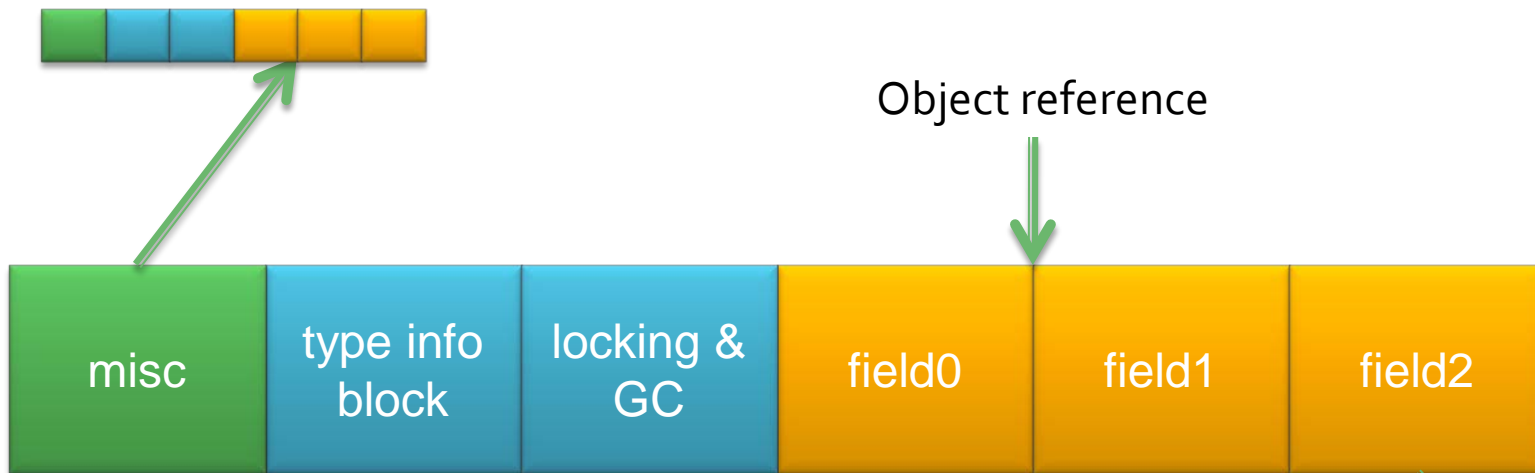 Object reference
misc
type info
block
locking &
GC
field0
field1
field2